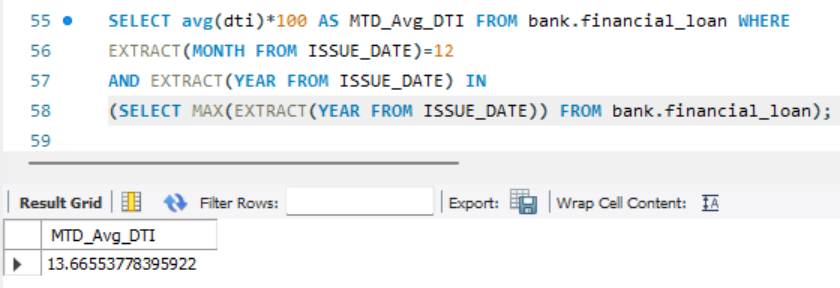 55 SELECT avg(dti)*100 AS MTD_Avg_DTI FROM bank.financial_loan WHERE
56 EXTRACT(MONTH FROM ISSUE_DATE)=12
57 AND EXTRACT(YEAR FROM ISSUE_DATE) IN
58 (SELECT MAX(EXTRACT(YEAR FROM ISSUE_DATE)) FROM bank.financial_loan);
59
Result Grid Filter Rows: Export: Wrap Cell Content: IA
MTD_Avg_DTI
13.66553778395922